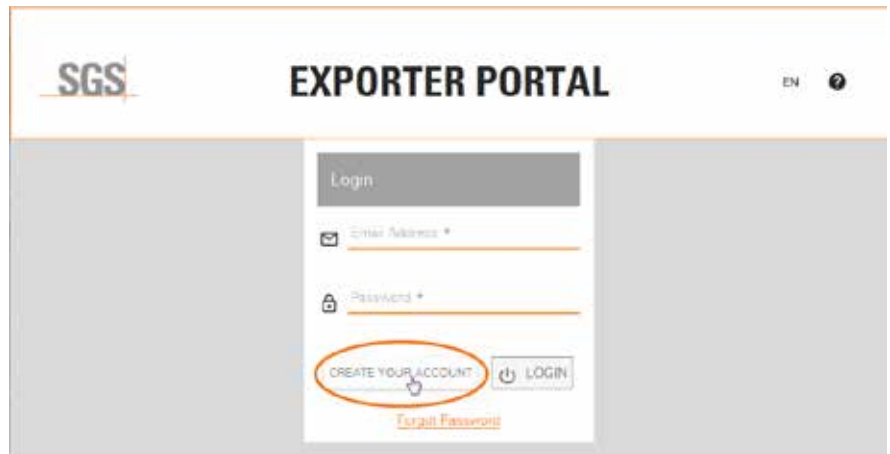 SGS
EXPORTER PORTAL
EN
?
Login
Email Address *
Password *
CREATE YOUR ACCOUNT
LOGIN
Forgot Password